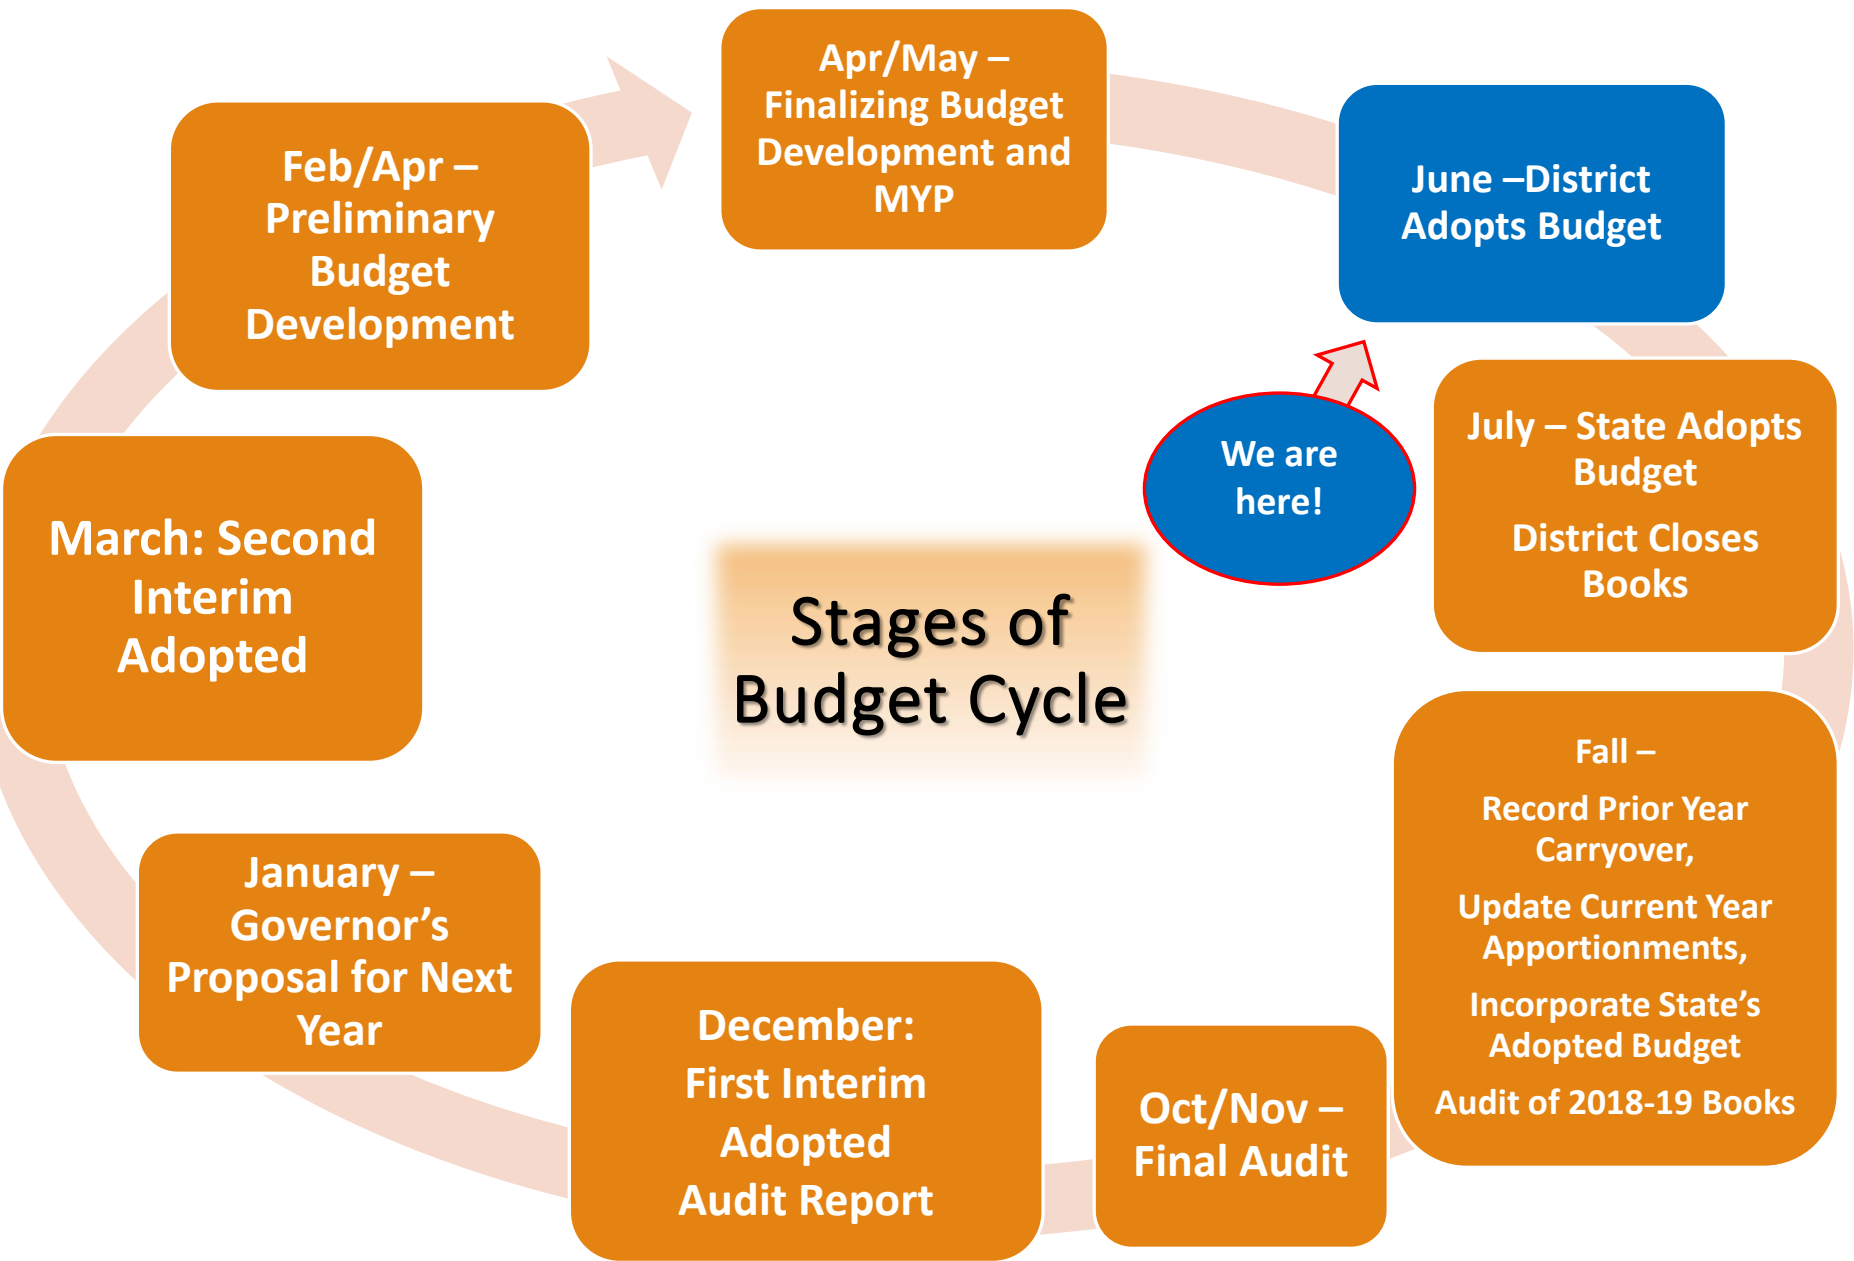 Apr/May –
Finalizing Budget
Development and
MYP
June –District
Adopts Budget
We are
here!
July – State Adopts
Budget
District Closes
Books
Fall –
Record Prior Year
Carryover,
Update Current Year
Apportionments,
Incorporate State’s
Adopted Budget
Audit of 2018-19 Books
Oct/Nov –
Final Audit
December:
First Interim
Adopted
Audit Report
January –
Governor’s
Proposal for Next
Year
March: Second
Interim
Adopted
Feb/Apr –
Preliminary
Budget
Development
Stages of
Budget Cycle